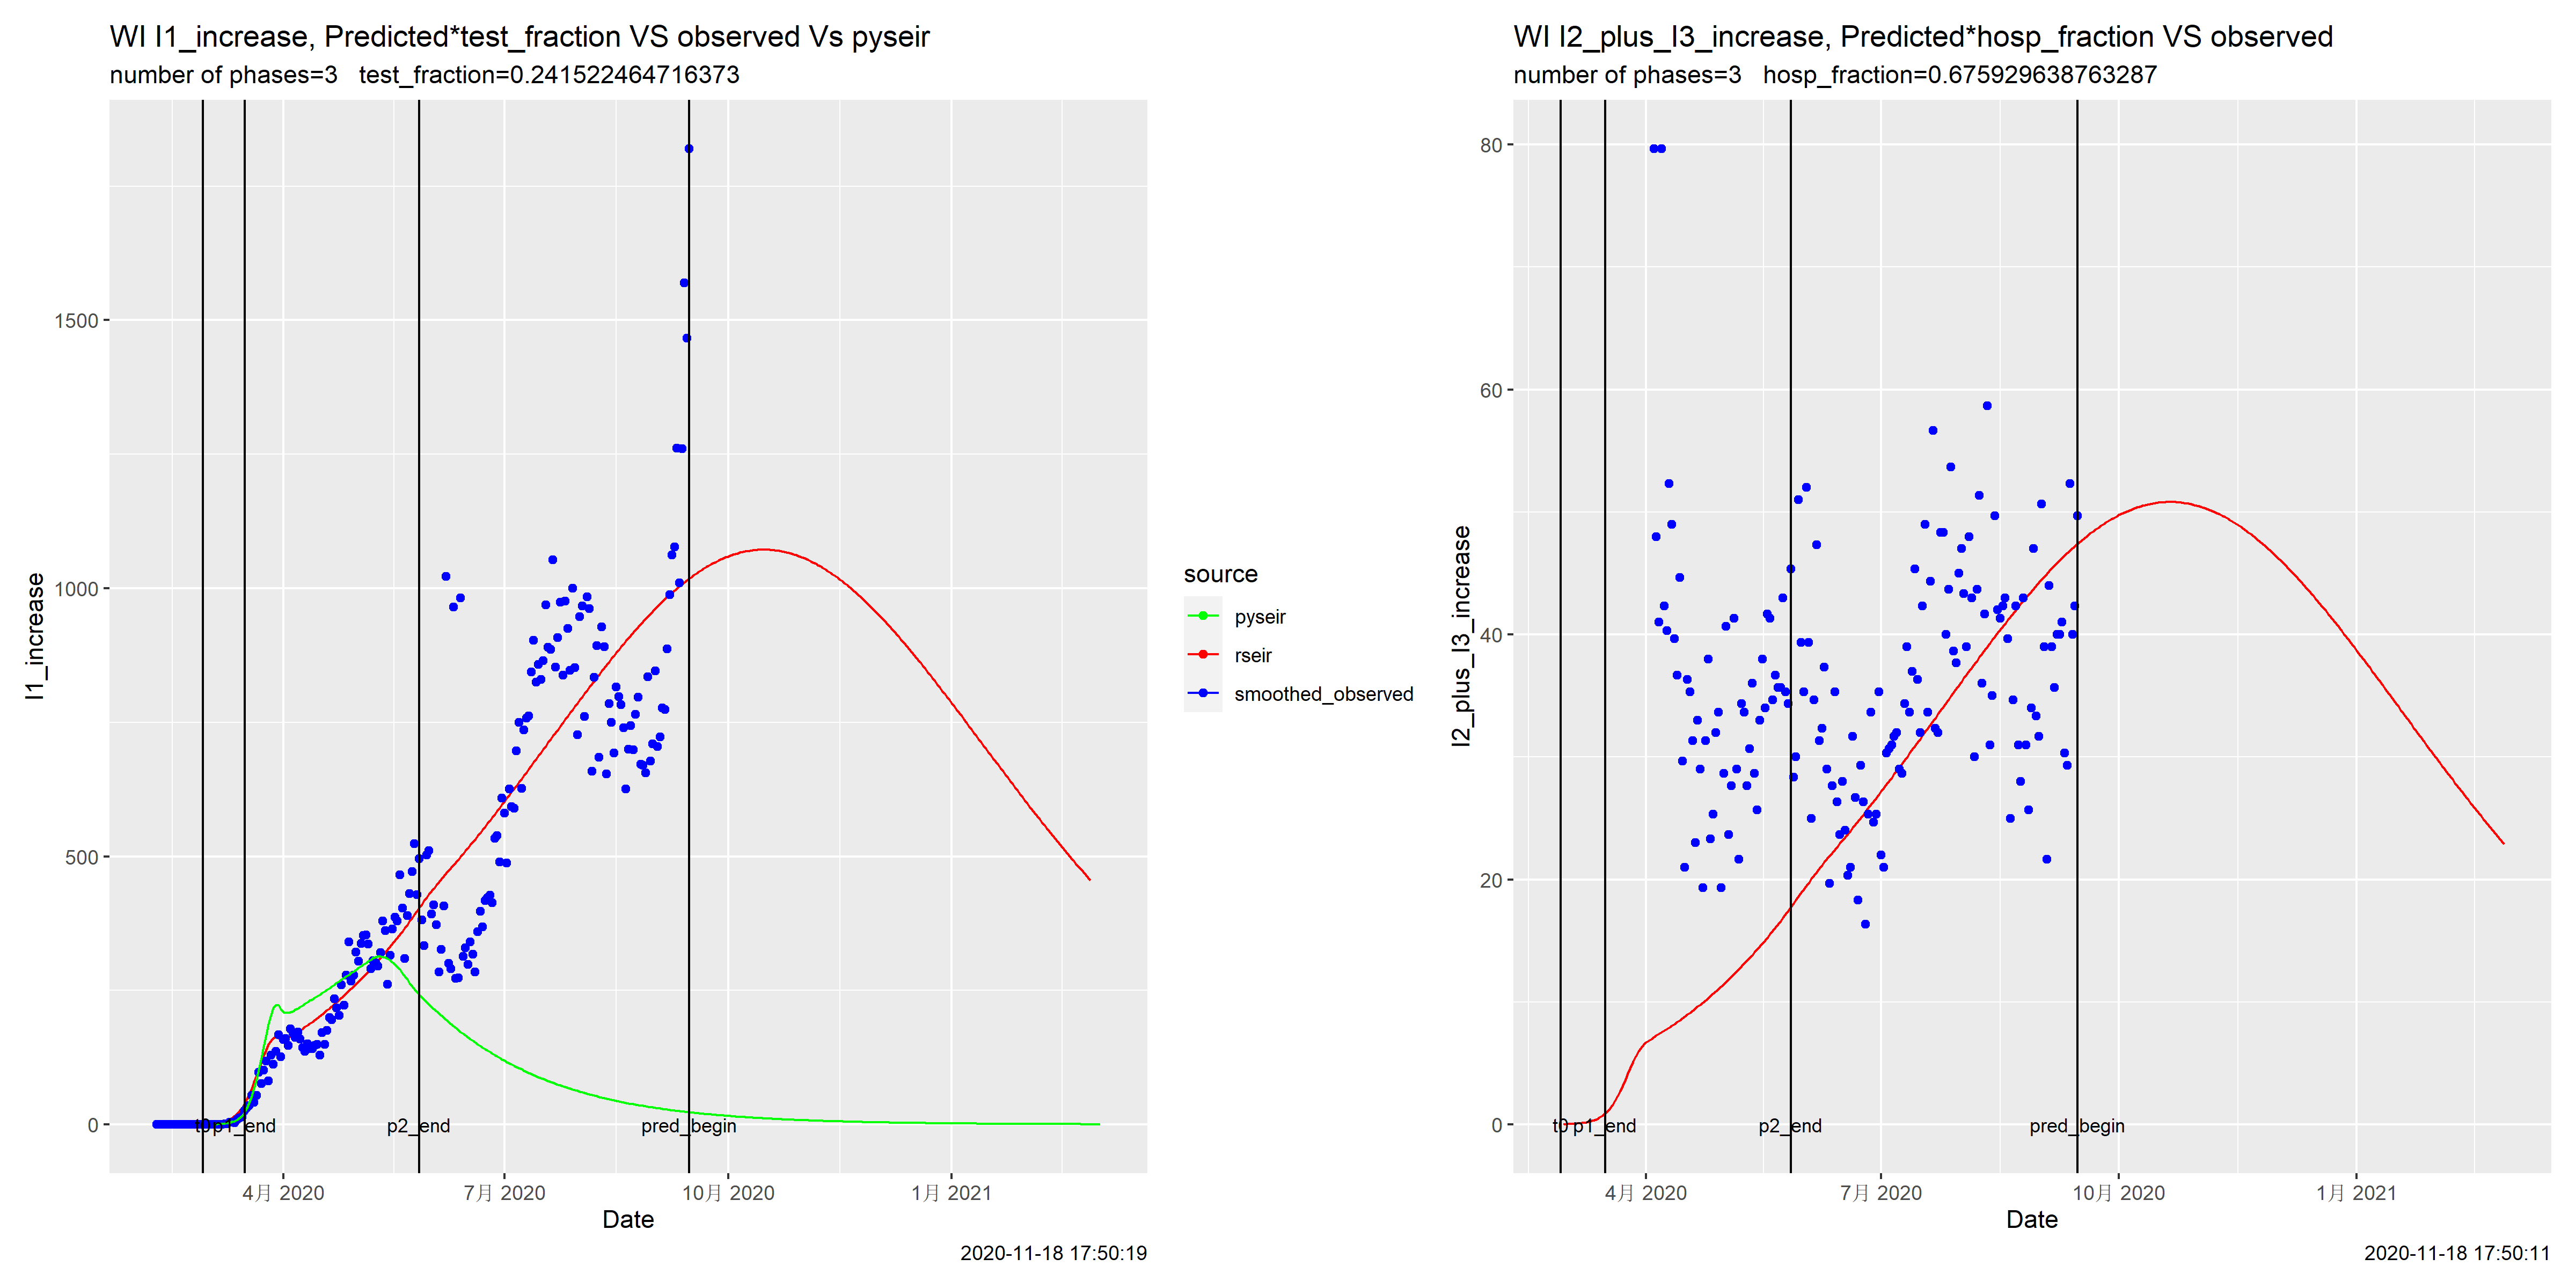 WI I1_increase, Predicted*test_fraction VS observed Vs pyseir
number of phases=3 test_fraction=0.241522464716373
I1_increase
1500
1000
500
0
t0 p1_end
p2_end
pred_begin
4月 2020
7月 2020
10月 2020
1月 2021
Date
2020-11-18 17:50:19
source
pyseir
rseir
smoothed_observed
WI I2_plus_I3_increase, Predicted*hosp_fraction VS observed
number of phases=3 hosp_fraction=0.675929638763287
I2_plus_I3_increase
80
60
40
20
0
t0 p1_end
p2_end
pred_begin
4月 2020
7月 2020
10月 2020
1月 2021
Date
2020-11-18 17:50:11